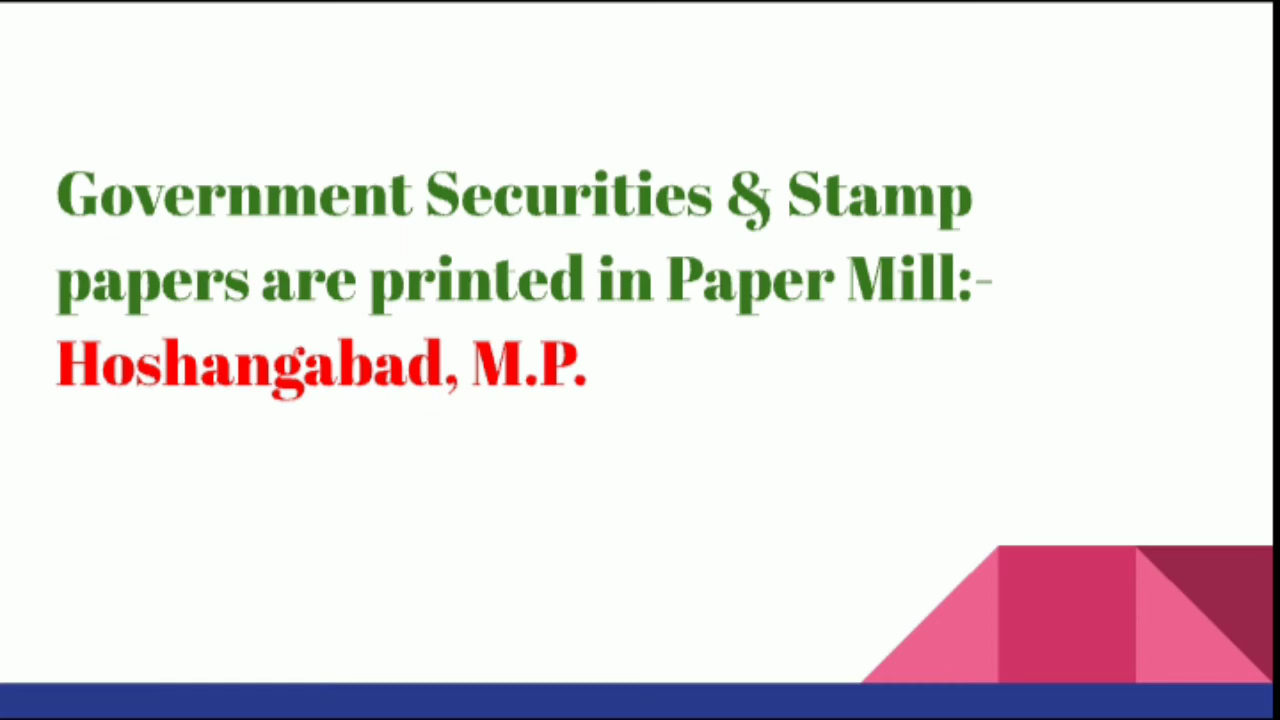 Government Securities & Stamp
papers are printed in Paper Mill:-
Hoshangabad, M.P.